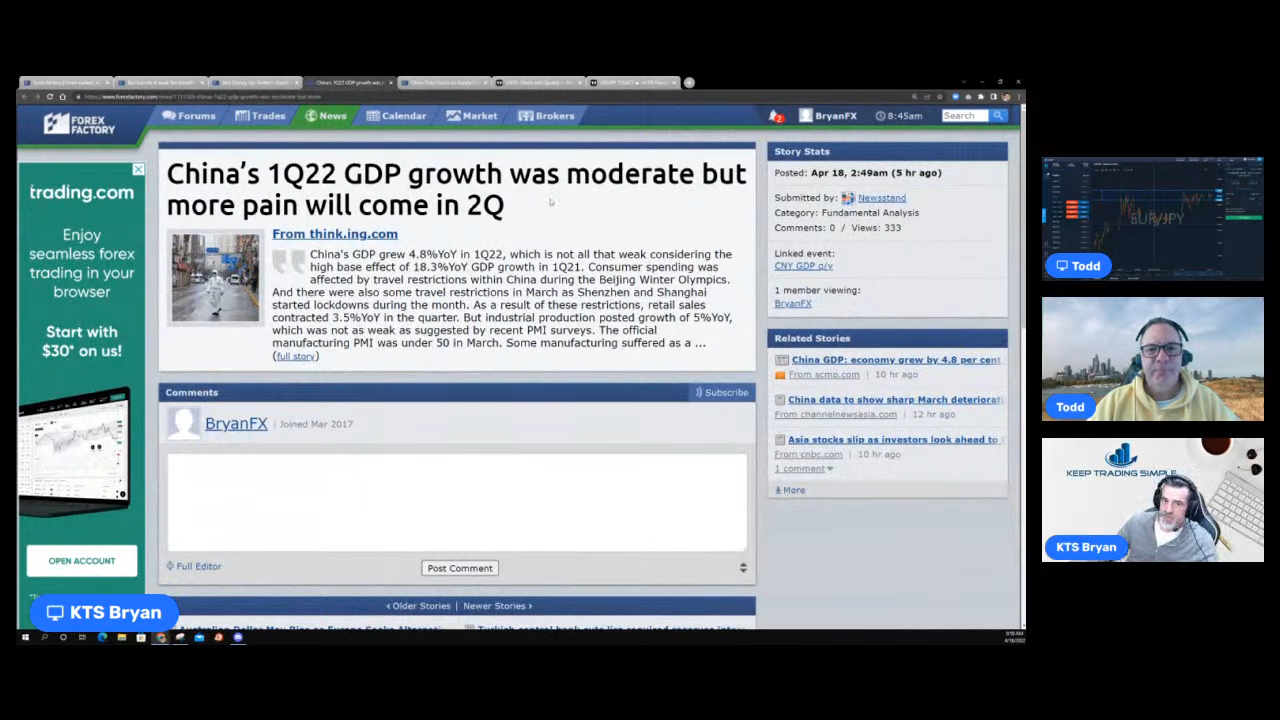 FOREX FACTORY
Forums
Trades
News
Calendar
Market
Brokers
2
BryanFX
8:45am
Search
trading.com
Enjoy
seamless forex
trading in your
browser
Start with
$30* on us!
OPEN ACCOUNT
China's 1Q22 GDP growth was moderate but
more pain will come in 2Q
From think.ing.com
China's GDP grew 4.8%YoY in 1Q22, which is not all that weak considering the
high base effect of 18.3%YoY GDP growth in 1Q21. Consumer spending was
affected by travel restrictions within China during the Beijing Winter Olympics.
And there were also some travel restrictions in March as Shenzhen and Shanghai
started lockdowns during the month. As a result of these restrictions, retail sales
contracted 3.5%YoY in the quarter. But industrial production posted growth of 5%YoY,
which was not as weak as suggested by recent PMI surveys. The official
manufacturing PMI was under 50 in March. Some manufacturing suffered as a ...
(full story)
Comments
Subscribe
BryanFX | Joined Mar 2017
Full Editor
Post Comment
‹ Older Stories | Newer Stories ›
Story Stats
Posted: Apr 18, 2:49am (5 hr ago)
Submitted by: Newsstand
Category: Fundamental Analysis
Comments: 0 / Views: 333
Linked event:
CNY GDP q/y
1 member viewing:
BryanFX
Related Stories
China GDP: economy grew by 4.8 per cent
From scmp.com | 10 hr ago
China data to show sharp March deteriorat
From channelnewsasia.com | 12 hr ago
Asia stocks slip as investors look ahead to
From cnbc.com | 10 hr ago
1 comment
More
KTS Bryan
EUR/JPY
Todd
Todd
KEEP TRADING SIMPLE
KTS Bryan